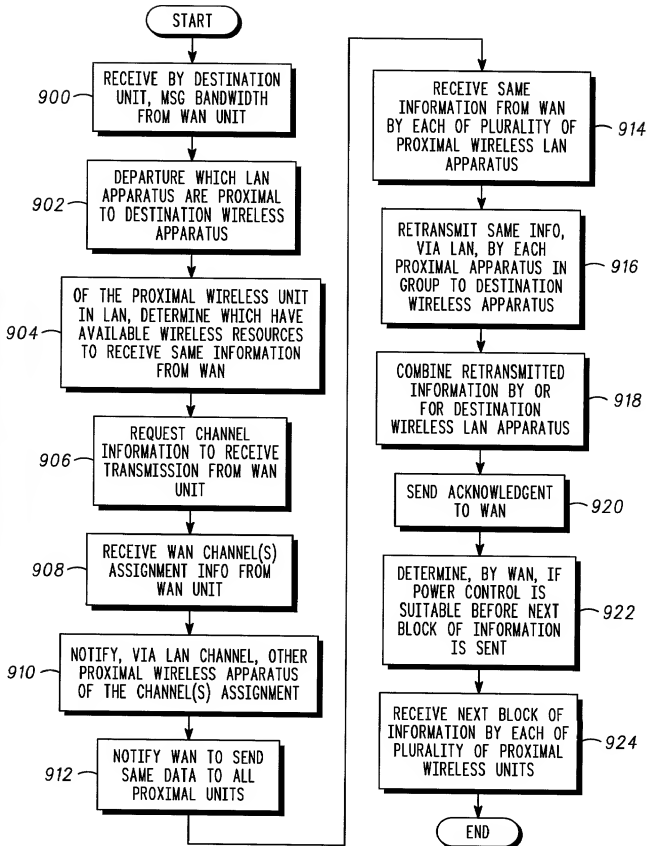 START
900
RECEIVE BY DESTINATION
UNIT, MSG BANDWIDTH
FROM WAN UNIT
902
DEPARTURE WHICH LAN
APPARATUS ARE PROXIMAL
TO DESTINATION WIRELESS
APPARATUS
904
OF THE PROXIMAL WIRELESS UNIT
IN LAN, DETERMINE WHICH HAVE
AVAILABLE WIRELESS RESOURCES
TO RECEIVE SAME INFORMATION
FROM WAN
906
REQUEST CHANNEL
INFORMATION TO RECEIVE
TRANSMISSION FROM WAN
UNIT
908
RECEIVE WAN CHANNEL(S)
ASSIGNMENT INFO FROM
WAN UNIT
910
NOTIFY, VIA LAN CHANNEL, OTHER
PROXIMAL WIRELESS APPARATUS
OF THE CHANNEL(S) ASSIGNMENT
912
NOTIFY WAN TO SEND
SAME DATA TO ALL
PROXIMAL UNITS
RECEIVE SAME
INFORMATION FROM WAN
BY EACH OF PLURALITY OF
PROXIMAL WIRELESS LAN
APPARATUS
914
RETRANSMIT SAME INFO,
VIA LAN, BY EACH
PROXIMAL APPARATUS IN
GROUP TO DESTINATION
WIRELESS APPARATUS
916
COMBINE RETRANSMITTED
INFORMATION BY OR
FOR DESTINATION
WIRELESS LAN APPARATUS
918
SEND ACKNOWLEDGENT
TO WAN
920
DETERMINE, BY WAN, IF
POWER CONTROL IS
SUITABLE BEFORE NEXT
BLOCK OF INFORMATION
IS SENT
922
RECEIVE NEXT BLOCK OF
INFORMATION BY EACH OF
PLURALITY OF PROXIMAL
WIRELESS UNITS
924
END